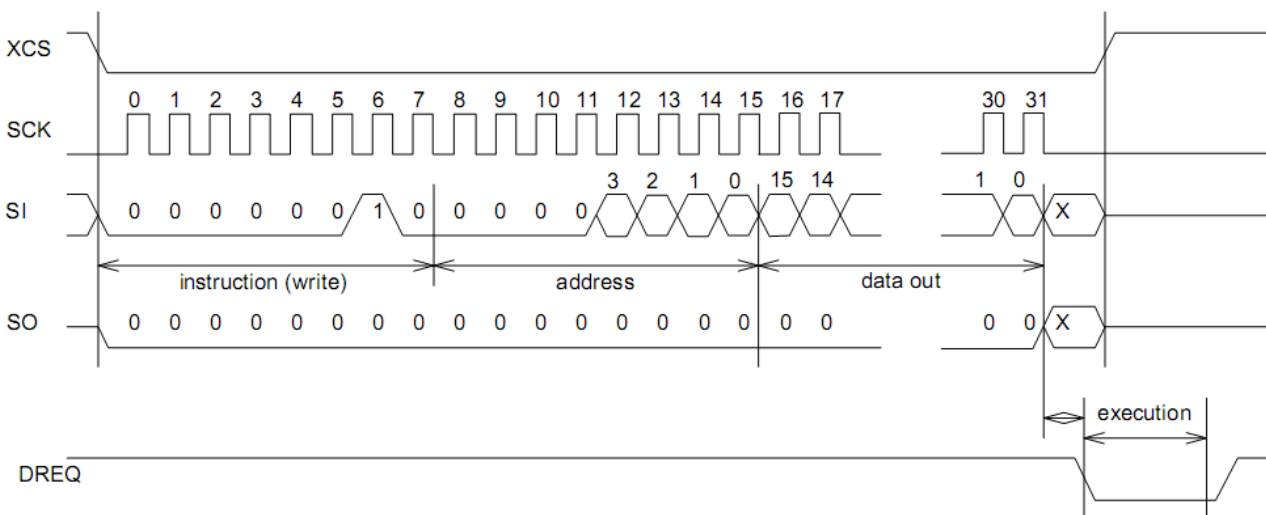 XCS
0 1 2 3 4 5 6 7 8 9 10 11 12 13 14 15 16 17 30 31
SCK
3 2 1 0 15 14 1 0
SI 0 0 0 0 0 0 1 0 0 0 0 0 X
instruction (write) address data out
SO 0 0 0 0 0 0 0 0 0 0 0 0 0 0 0 0 0 0 0 0 X
execution
DREQ